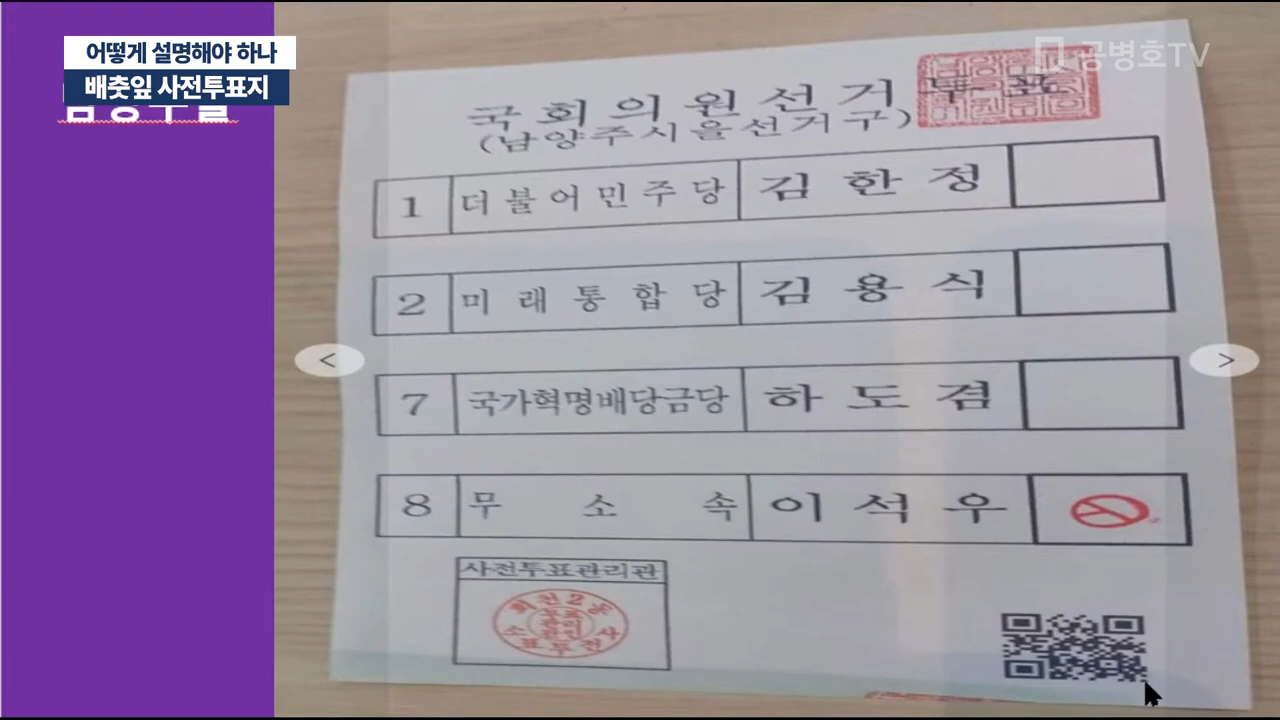 어떻게 설명해야 하나
배춧잎 사전투표지
공병호TV
국회의원선거투표
(남양주시을선거구)
1 더불어민주당 김한정
2 미래통합당 김용식
7 국가혁명배당금당 하도겸
8 무소속 이석우
사전투표관리관